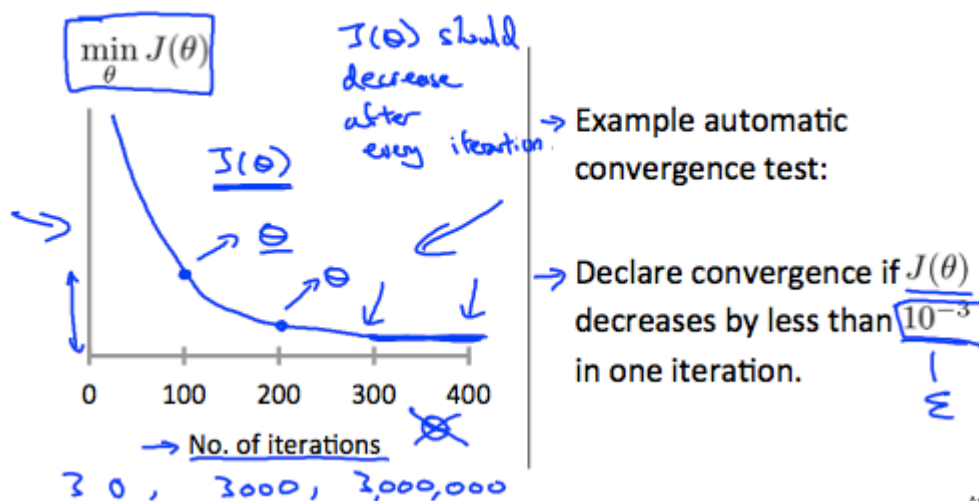 min J(θ)
θ
J(θ) should
decrease
after
every iteration.
J(θ)
θ
θ
0 100 200 300 400
θ
→ No. of iterations
30, 3000, 3,000,000
→ Example automatic
convergence test:
→ Declare convergence if J(θ)
decreases by less than 10⁻³
in one iteration.
ε